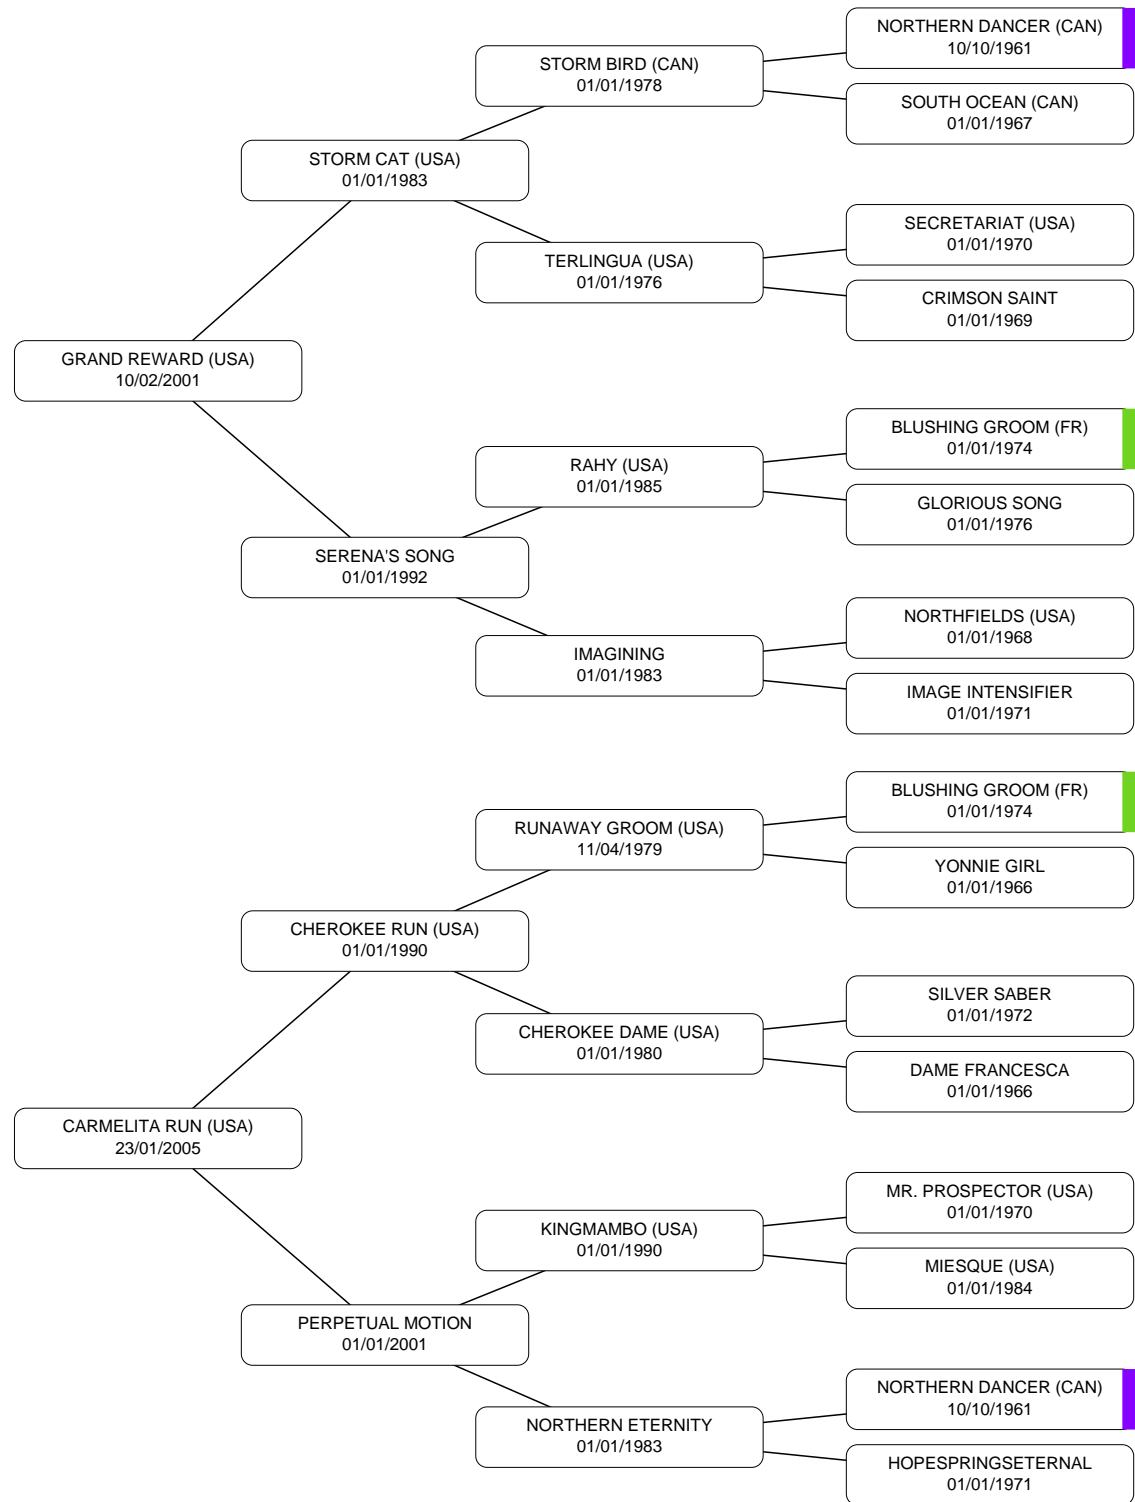 NORTHERN DANCER (CAN)
10/10/1961
STORM BIRD (CAN)
01/01/1978
SOUTH OCEAN (CAN)
01/01/1967
STORM CAT (USA)
01/01/1983
SECRETARIAT (USA)
01/01/1970
TERLINGUA (USA)
01/01/1976
CRIMSON SAINT
01/01/1969
GRAND REWARD (USA)
10/02/2001
BLUSHING GROOM (FR)
01/01/1974
RAHY (USA)
01/01/1985
GLORIOUS SONG
01/01/1976
SERENA'S SONG
01/01/1992
NORTHFIELDS (USA)
01/01/1968
IMAGINING
01/01/1983
IMAGE INTENSIFIER
01/01/1971
BLUSHING GROOM (FR)
01/01/1974
RUNAWAY GROOM (USA)
11/04/1979
YONNIE GIRL
01/01/1966
CHEROKEE RUN (USA)
01/01/1990
SILVER SABER
01/01/1972
CHEROKEE DAME (USA)
01/01/1980
DAME FRANCESCA
01/01/1966
CARMELITA RUN (USA)
23/01/2005
MR. PROSPECTOR (USA)
01/01/1970
KINGMAMBO (USA)
01/01/1990
MIESQUE (USA)
01/01/1984
PERPETUAL MOTION
01/01/2001
NORTHERN DANCER (CAN)
10/10/1961
NORTHERN ETERNITY
01/01/1983
HOPESPRINGSETERNAL
01/01/1971